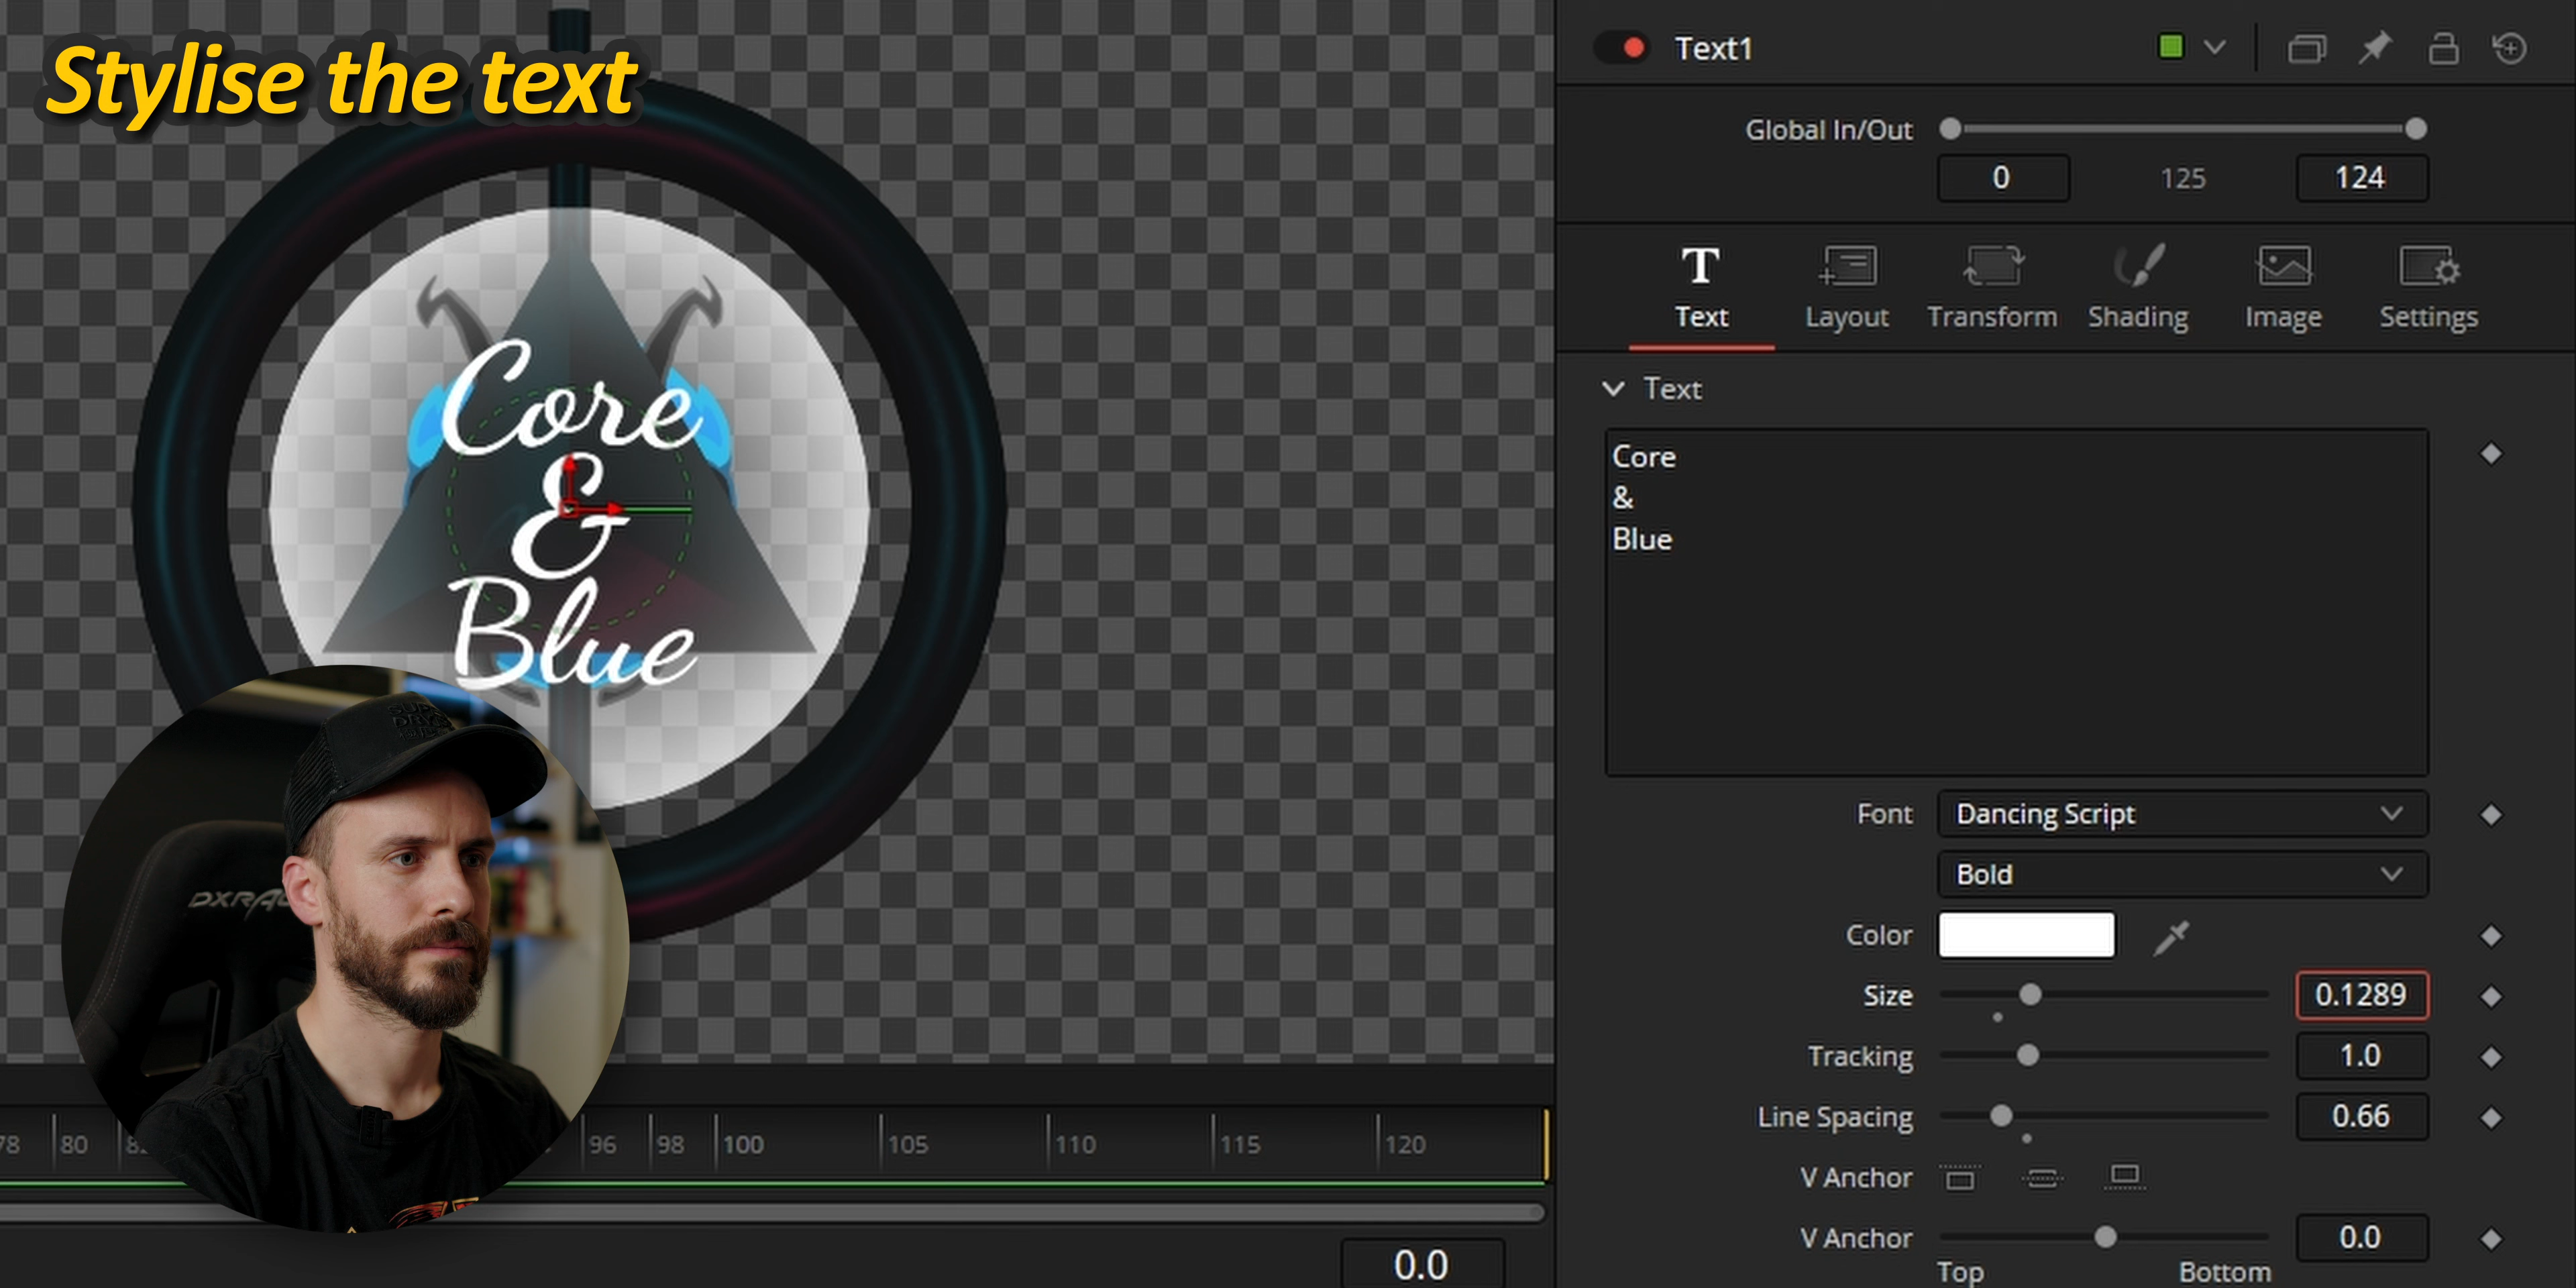 Stylise the text
Text1
Global In/Out
0 125 124
Text Layout Transform Shading Image Settings
Text
Core
&
Blue
Core
&
Blue
Font Dancing Script
Bold
Color
Size 0.1289
Tracking 1.0
Line Spacing 0.66
V Anchor
V Anchor 0.0
Top Bottom
78 80 96 98 100 105 110 115 120
0.0